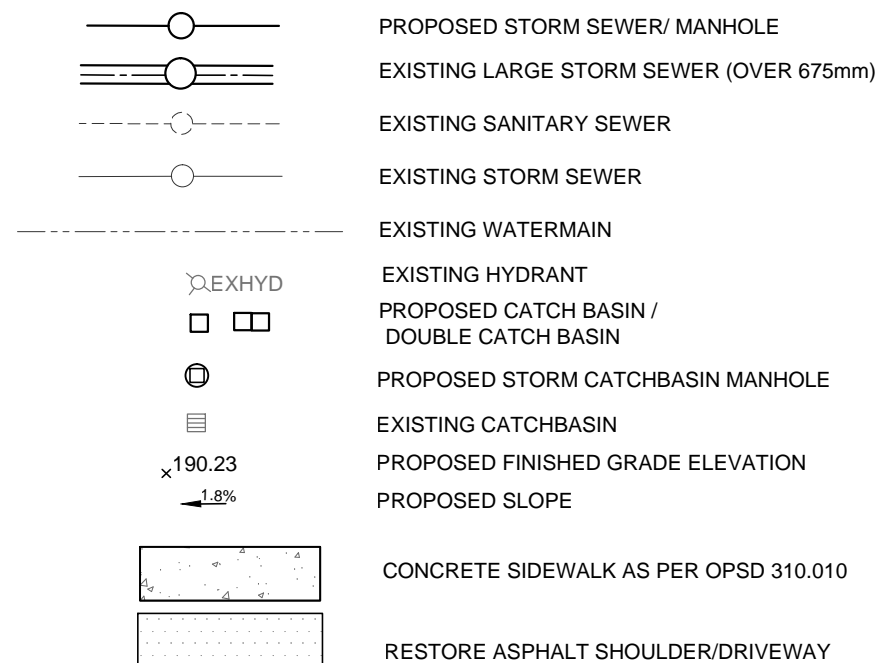 PROPOSED STORM SEWER/ MANHOLE
EXISTING LARGE STORM SEWER (OVER 675mm)
EXISTING SANITARY SEWER
EXISTING STORM SEWER
EXISTING WATERMAIN
EXHYD EXISTING HYDRANT
PROPOSED CATCH BASIN /
DOUBLE CATCH BASIN
PROPOSED STORM CATCHBASIN MANHOLE
EXISTING CATCHBASIN
×190.23 PROPOSED FINISHED GRADE ELEVATION
1.8% PROPOSED SLOPE
CONCRETE SIDEWALK AS PER OPSD 310.010
RESTORE ASPHALT SHOULDER/DRIVEWAY